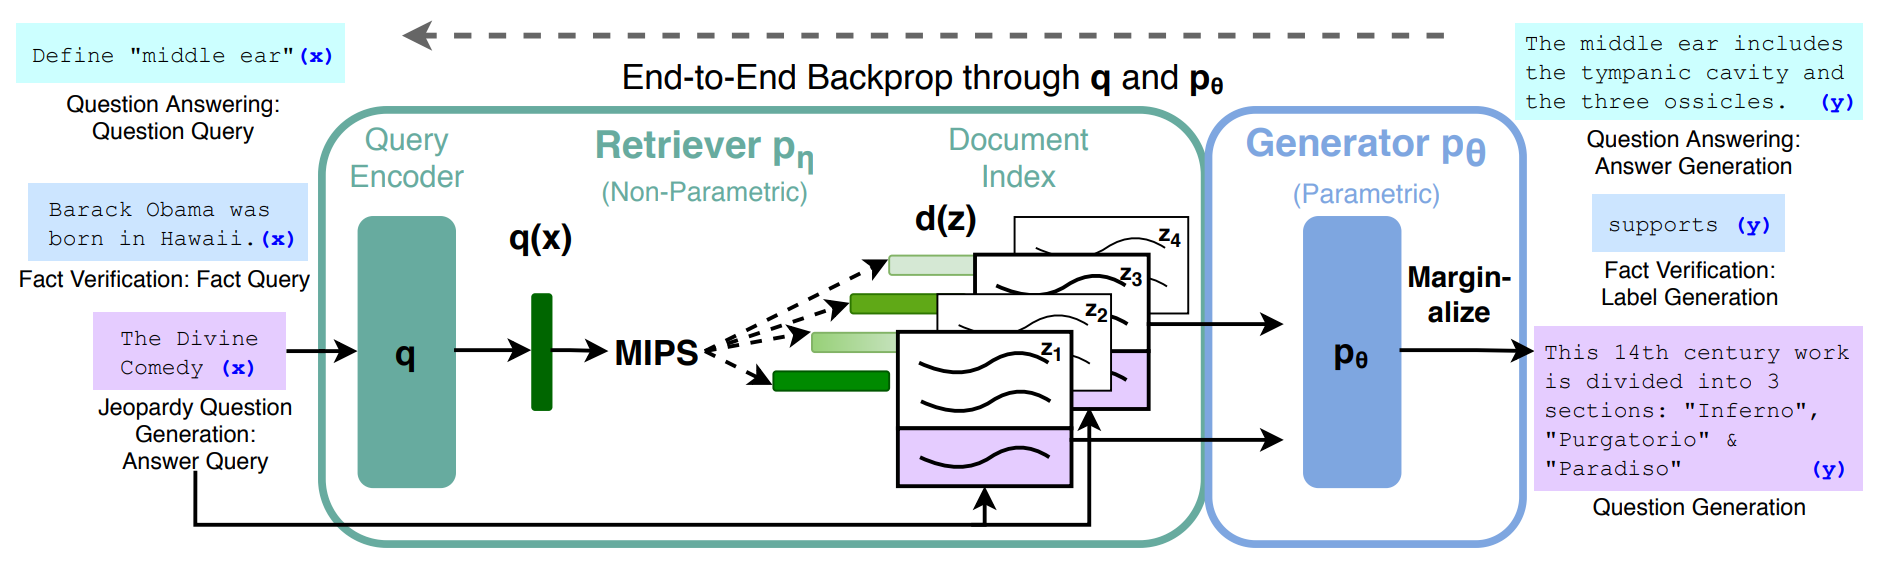 Define "middle ear"(x)
Question Answering:
Question Query
Barack Obama was
born in Hawaii.(x)
Fact Verification: Fact Query
The Divine
Comedy (x)
Jeopardy Question
Generation:
Answer Query
End-to-End Backprop through q and pθ
Query
Encoder
Retriever pη
(Non-Parametric)
Document
Index
q
q(x)
MIPS
d(z)
z4
z3
z2
z1
Generator pθ
(Parametric)
pθ
Margin-
alize
The middle ear includes
the tympanic cavity and
the three ossicles. (y)
Question Answering:
Answer Generation
supports (y)
Fact Verification:
Label Generation
This 14th century work
is divided into 3
sections: "Inferno",
"Purgatorio" &
"Paradiso" (y)
Question Generation